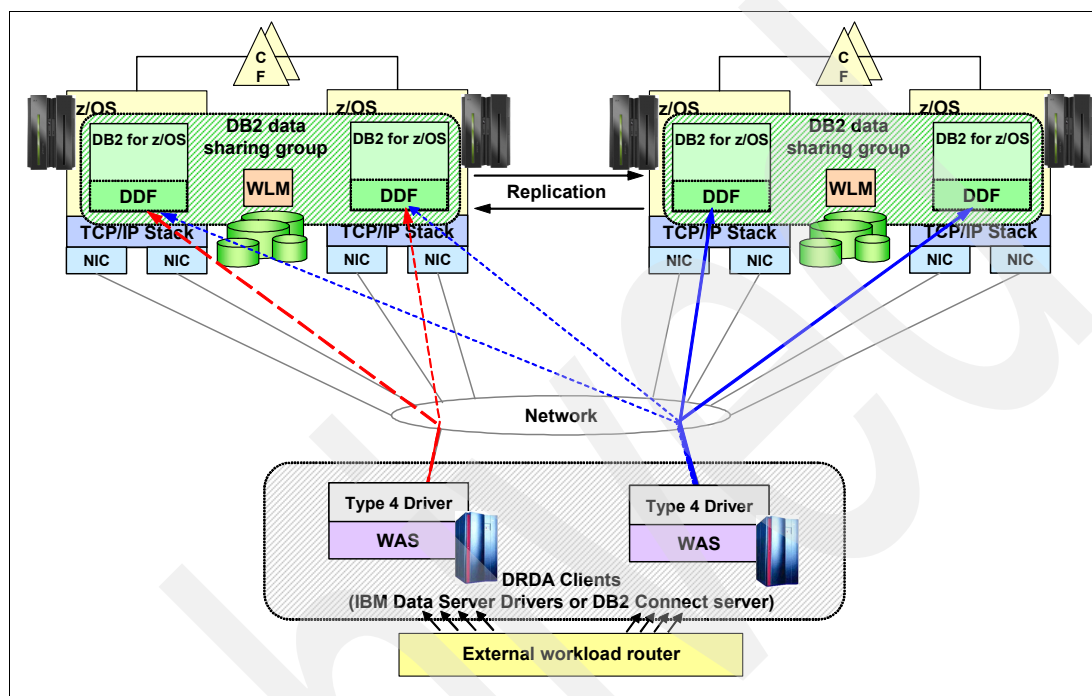 C
F
C
F
z/OS
z/OS
z/OS
z/OS
DB2 for z/OS
DB2 data
sharing group
DB2 for z/OS
DB2 for z/OS
DB2 data
sharing group
DB2 for z/OS
DDF
WLM
DDF
Replication
DDF
WLM
DDF
TCP/IP Stack
TCP/IP Stack
TCP/IP Stack
TCP/IP Stack
NIC
NIC
NIC
NIC
NIC
NIC
NIC
NIC
Network
Type 4 Driver
WAS
Type 4 Driver
WAS
DRDA Clients
(IBM Data Server Drivers or DB2 Connect server)
External workload router